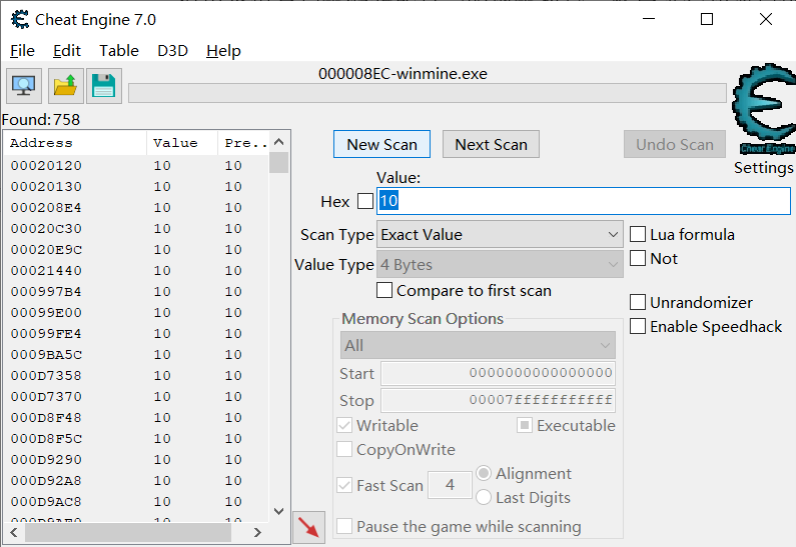 Cheat Engine 7.0
File Edit Table D3D Help
000008EC-winmine.exe
Found:758
Address Value Pre..
00020120 10 10
00020130 10 10
000208E4 10 10
00020C30 10 10
00020E9C 10 10
00021440 10 10
000997B4 10 10
00099E00 10 10
00099FE4 10 10
0009BA5C 10 10
000D7358 10 10
000D7370 10 10
000D8F48 10 10
000D8F5C 10 10
000D9290 10 10
000D92A8 10 10
000D9AC8 10 10
000D9AE0 10 10
New Scan Next Scan Undo Scan
Cheat Engine
Settings
Value:
Hex 10
Scan Type Exact Value
Lua formula
Value Type 4 Bytes
Not
Compare to first scan
Unrandomizer
Enable Speedhack
Memory Scan Options
All
Start 0000000000000000
Stop 00007fffffffffff
Writable Executable
CopyOnWrite
Fast Scan 4 Alignment
Last Digits
Pause the game while scanning